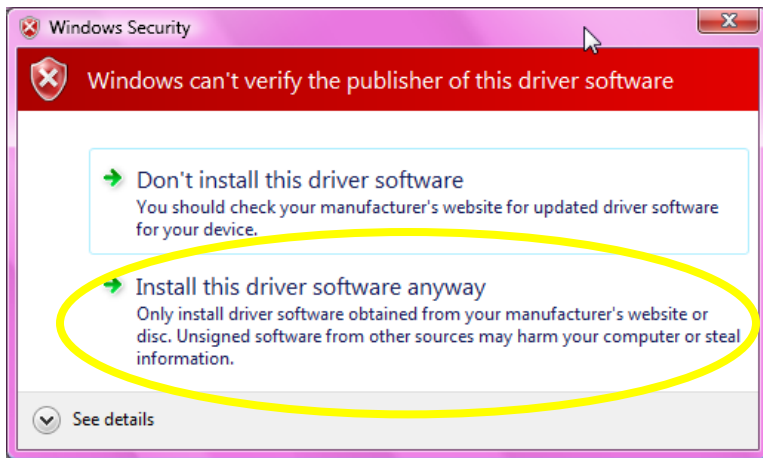 Windows Security
Windows can't verify the publisher of this driver software
Don't install this driver software
You should check your manufacturer's website for updated driver software
for your device.
Install this driver software anyway
Only install driver software obtained from your manufacturer's website or
disc. Unsigned software from other sources may harm your computer or steal
information.
See details